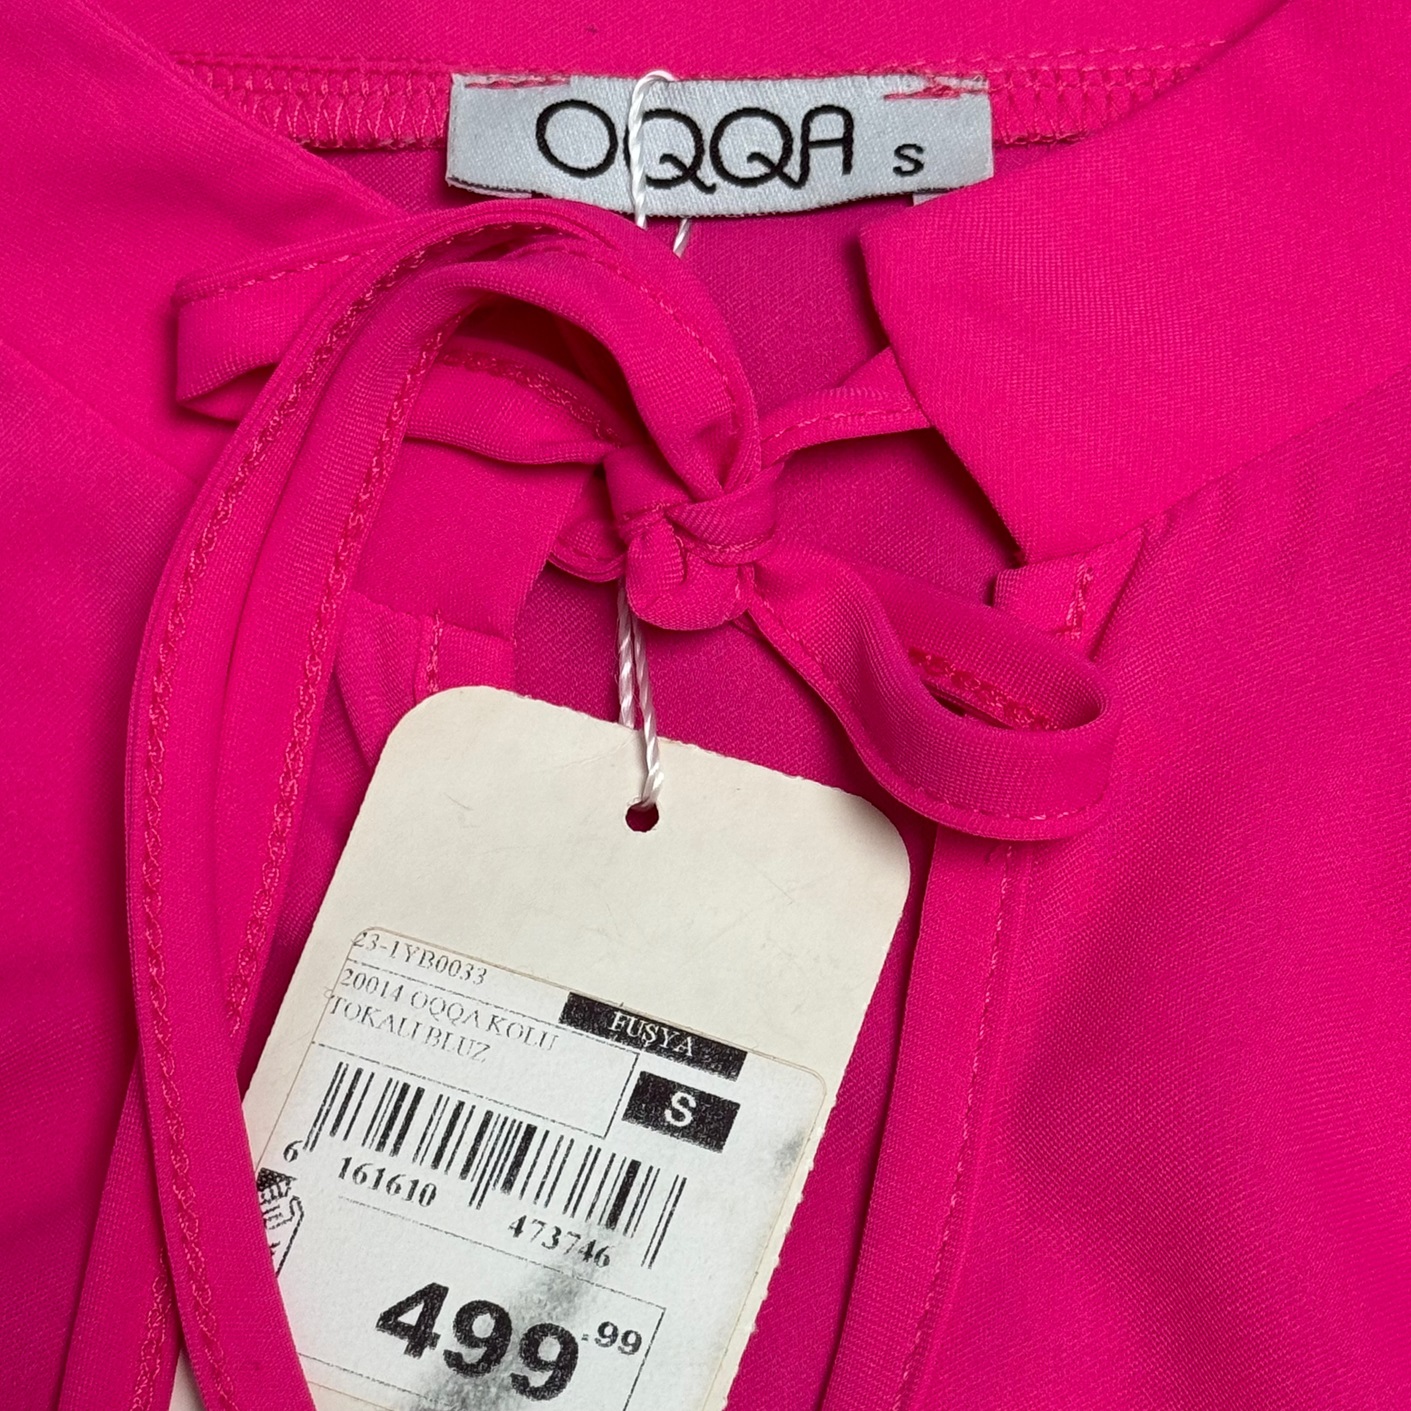 OQQA S
23-1YB0033
20014 OQQA KOLU
TOKALI BLUZ
FUŞYA
S
6 161610 473746
499.99